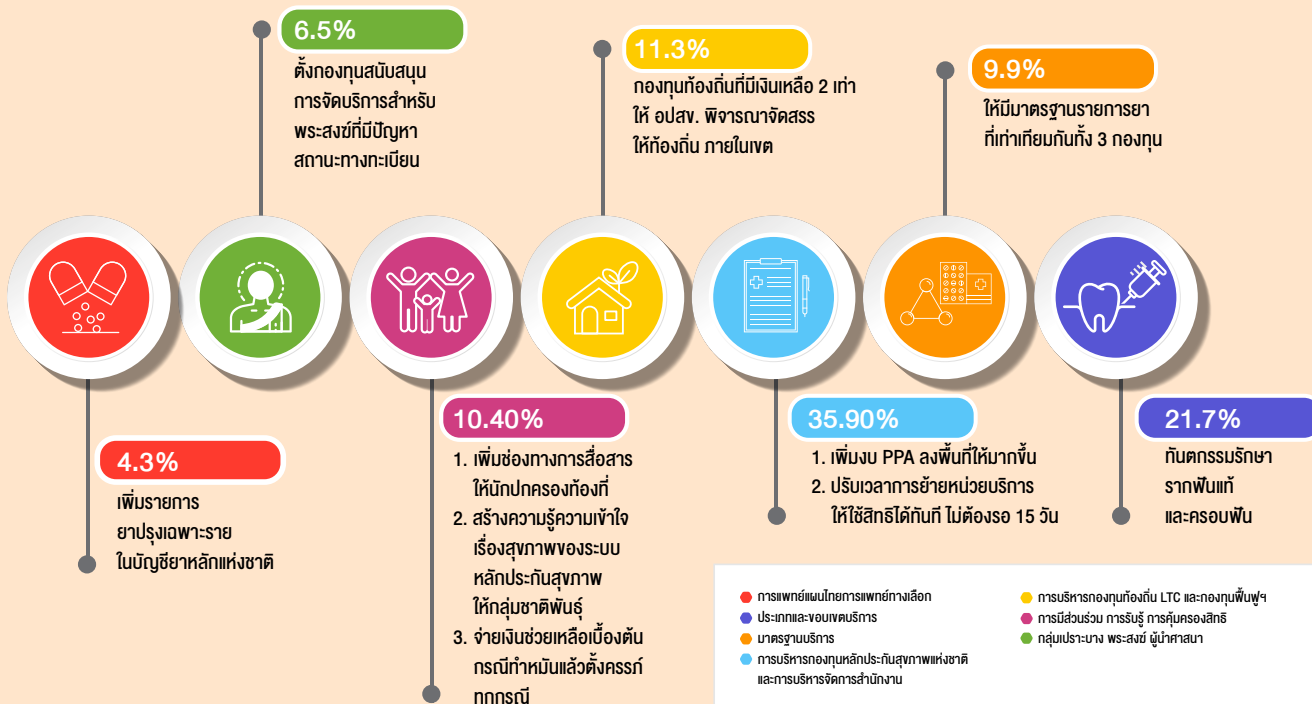 6.5%
ตั้งกองทุนสนับสนุน
การจัดบริการสำหรับ
พระสงฆ์ที่มีปัญหา
สถานะทางทะเบียน
11.3%
กองทุนท้องถิ่นที่มีเงินเหลือ 2 เท่า
ให้ อปสข. พิจารณาจัดสรร
ให้ท้องถิ่น ภายในเขต
9.9%
ให้มีมาตรฐานรายการยา
ที่เท่าเทียมกันทั้ง 3 กองทุน
4.3%
เพิ่มรายการ
ยาปรุงเฉพาะราย
ในบัญชียาหลักแห่งชาติ
10.40%
1. เพิ่มช่องทางการสื่อสาร
ให้นักปกครองท้องที่
2. สร้างความรู้ความเข้าใจ
เรื่องสุขภาพของระบบ
หลักประกันสุขภาพ
ให้กลุ่มชาติพันธุ์
3. จ่ายเงินช่วยเหลือเบื้องต้น
กรณีทำหมันแล้วตั้งครรภ์
ทุกกรณี
35.90%
1. เพิ่มงบ PPA ลงพื้นที่ให้มากขึ้น
2. ปรับเวลาการย้ายหน่วยบริการ
ให้ใช้สิทธิได้ทันที ไม่ต้องรอ 15 วัน
21.7%
ทันตกรรมรักษา
รากฟันแท้
และครอบฟัน
การแพทย์แผนไทยการแพทย์ทางเลือก
ประเภทและขอบเขตบริการ
มาตรฐานบริการ
การบริหารกองทุนหลักประกันสุขภาพแห่งชาติ
และการบริหารจัดการสำนักงาน
การบริหารกองทุนท้องถิ่น LTC และกองทุนฟื้นฟูฯ
การมีส่วนร่วม การรับรู้ การคุ้มครองสิทธิ
กลุ่มเปราะบาง พระสงฆ์ ผู้นำศาสนา